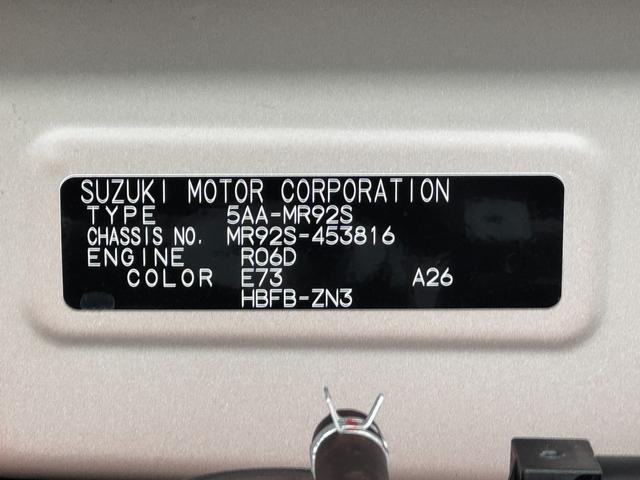 SUZUKI MOTOR CORPORATION
TYPE 5AA-MR92S
CHASSIS NO. MR92S-453816
ENGINE R06D
COLOR E73 A26
HBFB-ZN3